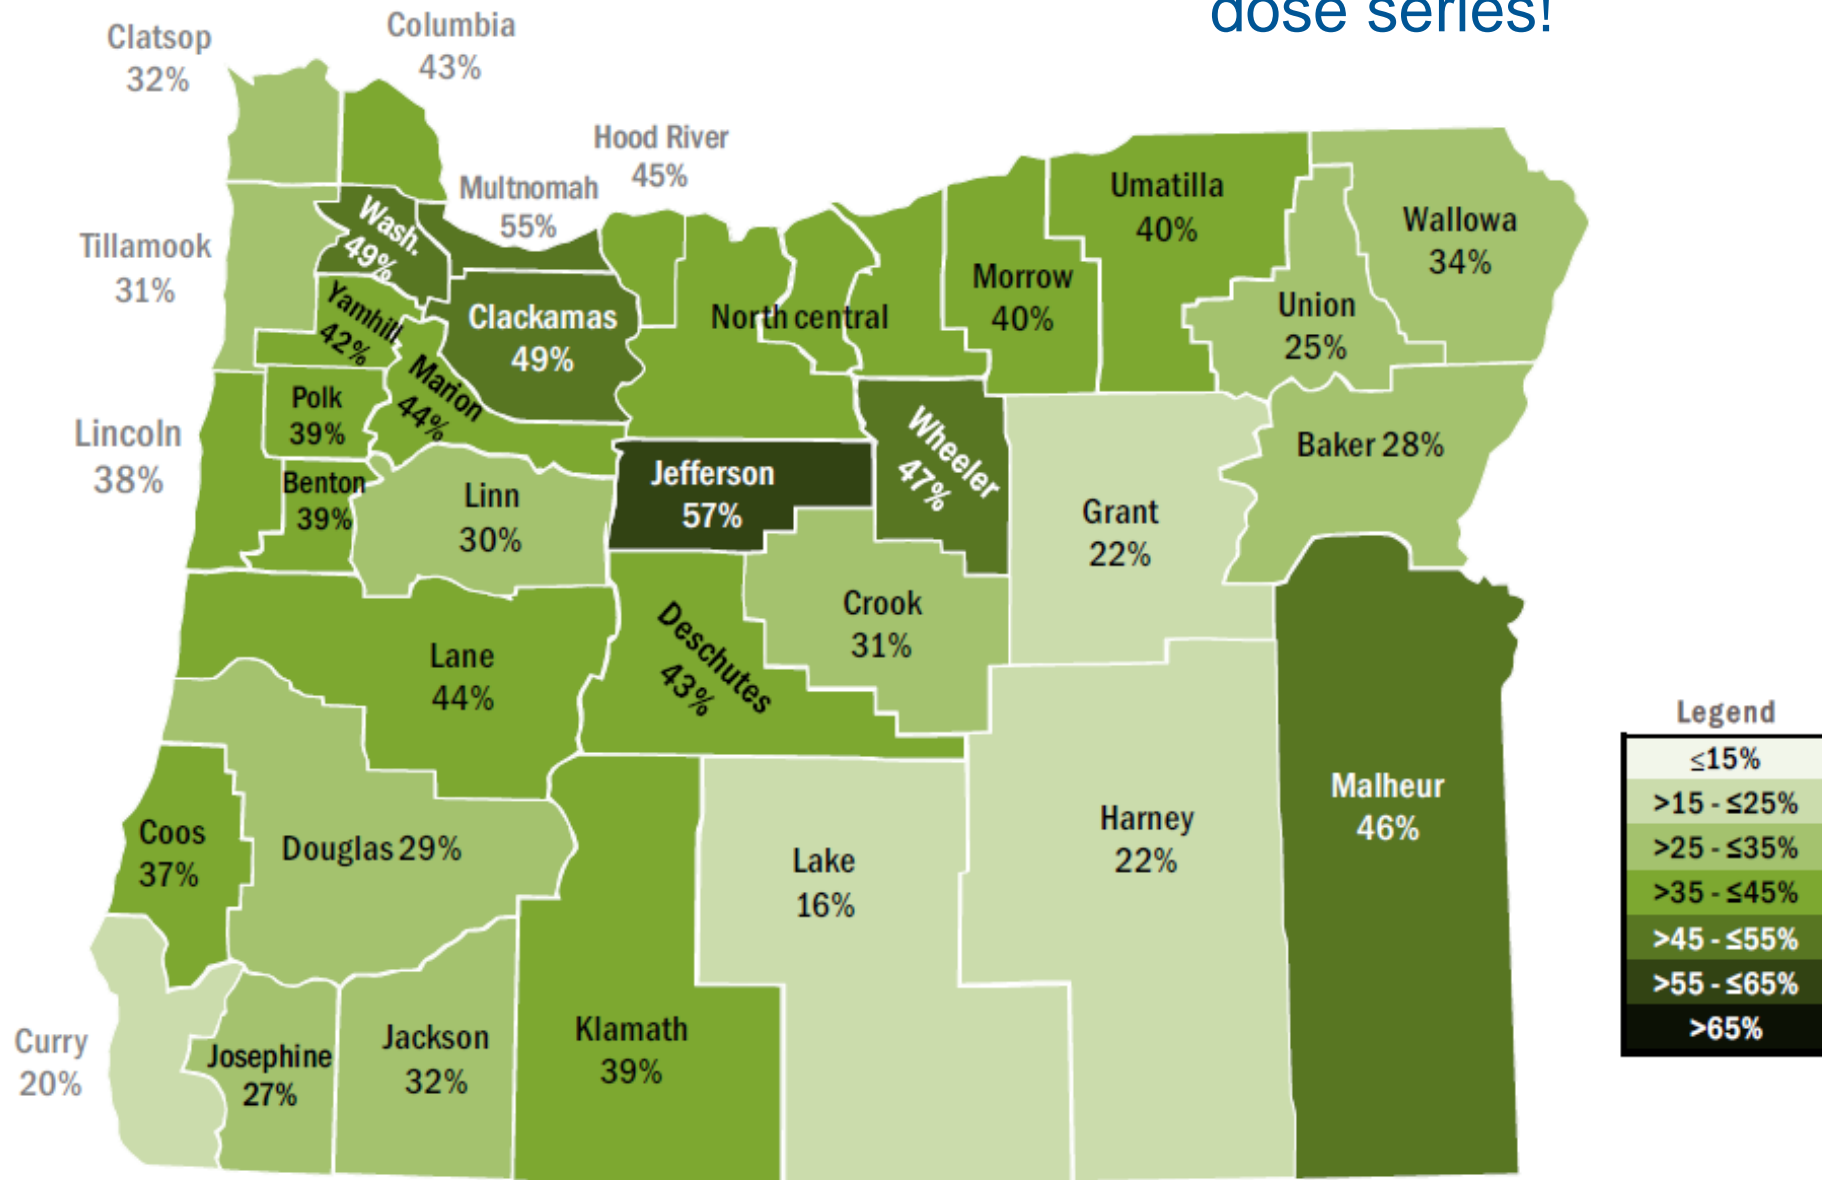 dose series!
Clatsop
32%
Columbia
43%
Hood River
45%
Multnomah
55%
Wash.
49%
Tillamook
31%
Umatilla
40%
Wallowa
34%
Morrow
40%
Union
25%
North central
Clackamas
49%
Yamhill
42%
Marion
44%
Polk
39%
Lincoln
38%
Benton
39%
Linn
30%
Jefferson
57%
Wheeler
47%
Grant
22%
Baker 28%
Crook
31%
Deschutes
43%
Lane
44%
Coos
37%
Douglas 29%
Lake
16%
Harney
22%
Malheur
46%
Curry
20%
Josephine
27%
Jackson
32%
Klamath
39%
Legend
≤15%
>15 - ≤25%
>25 - ≤35%
>35 - ≤45%
>45 - ≤55%
>55 - ≤65%
>65%